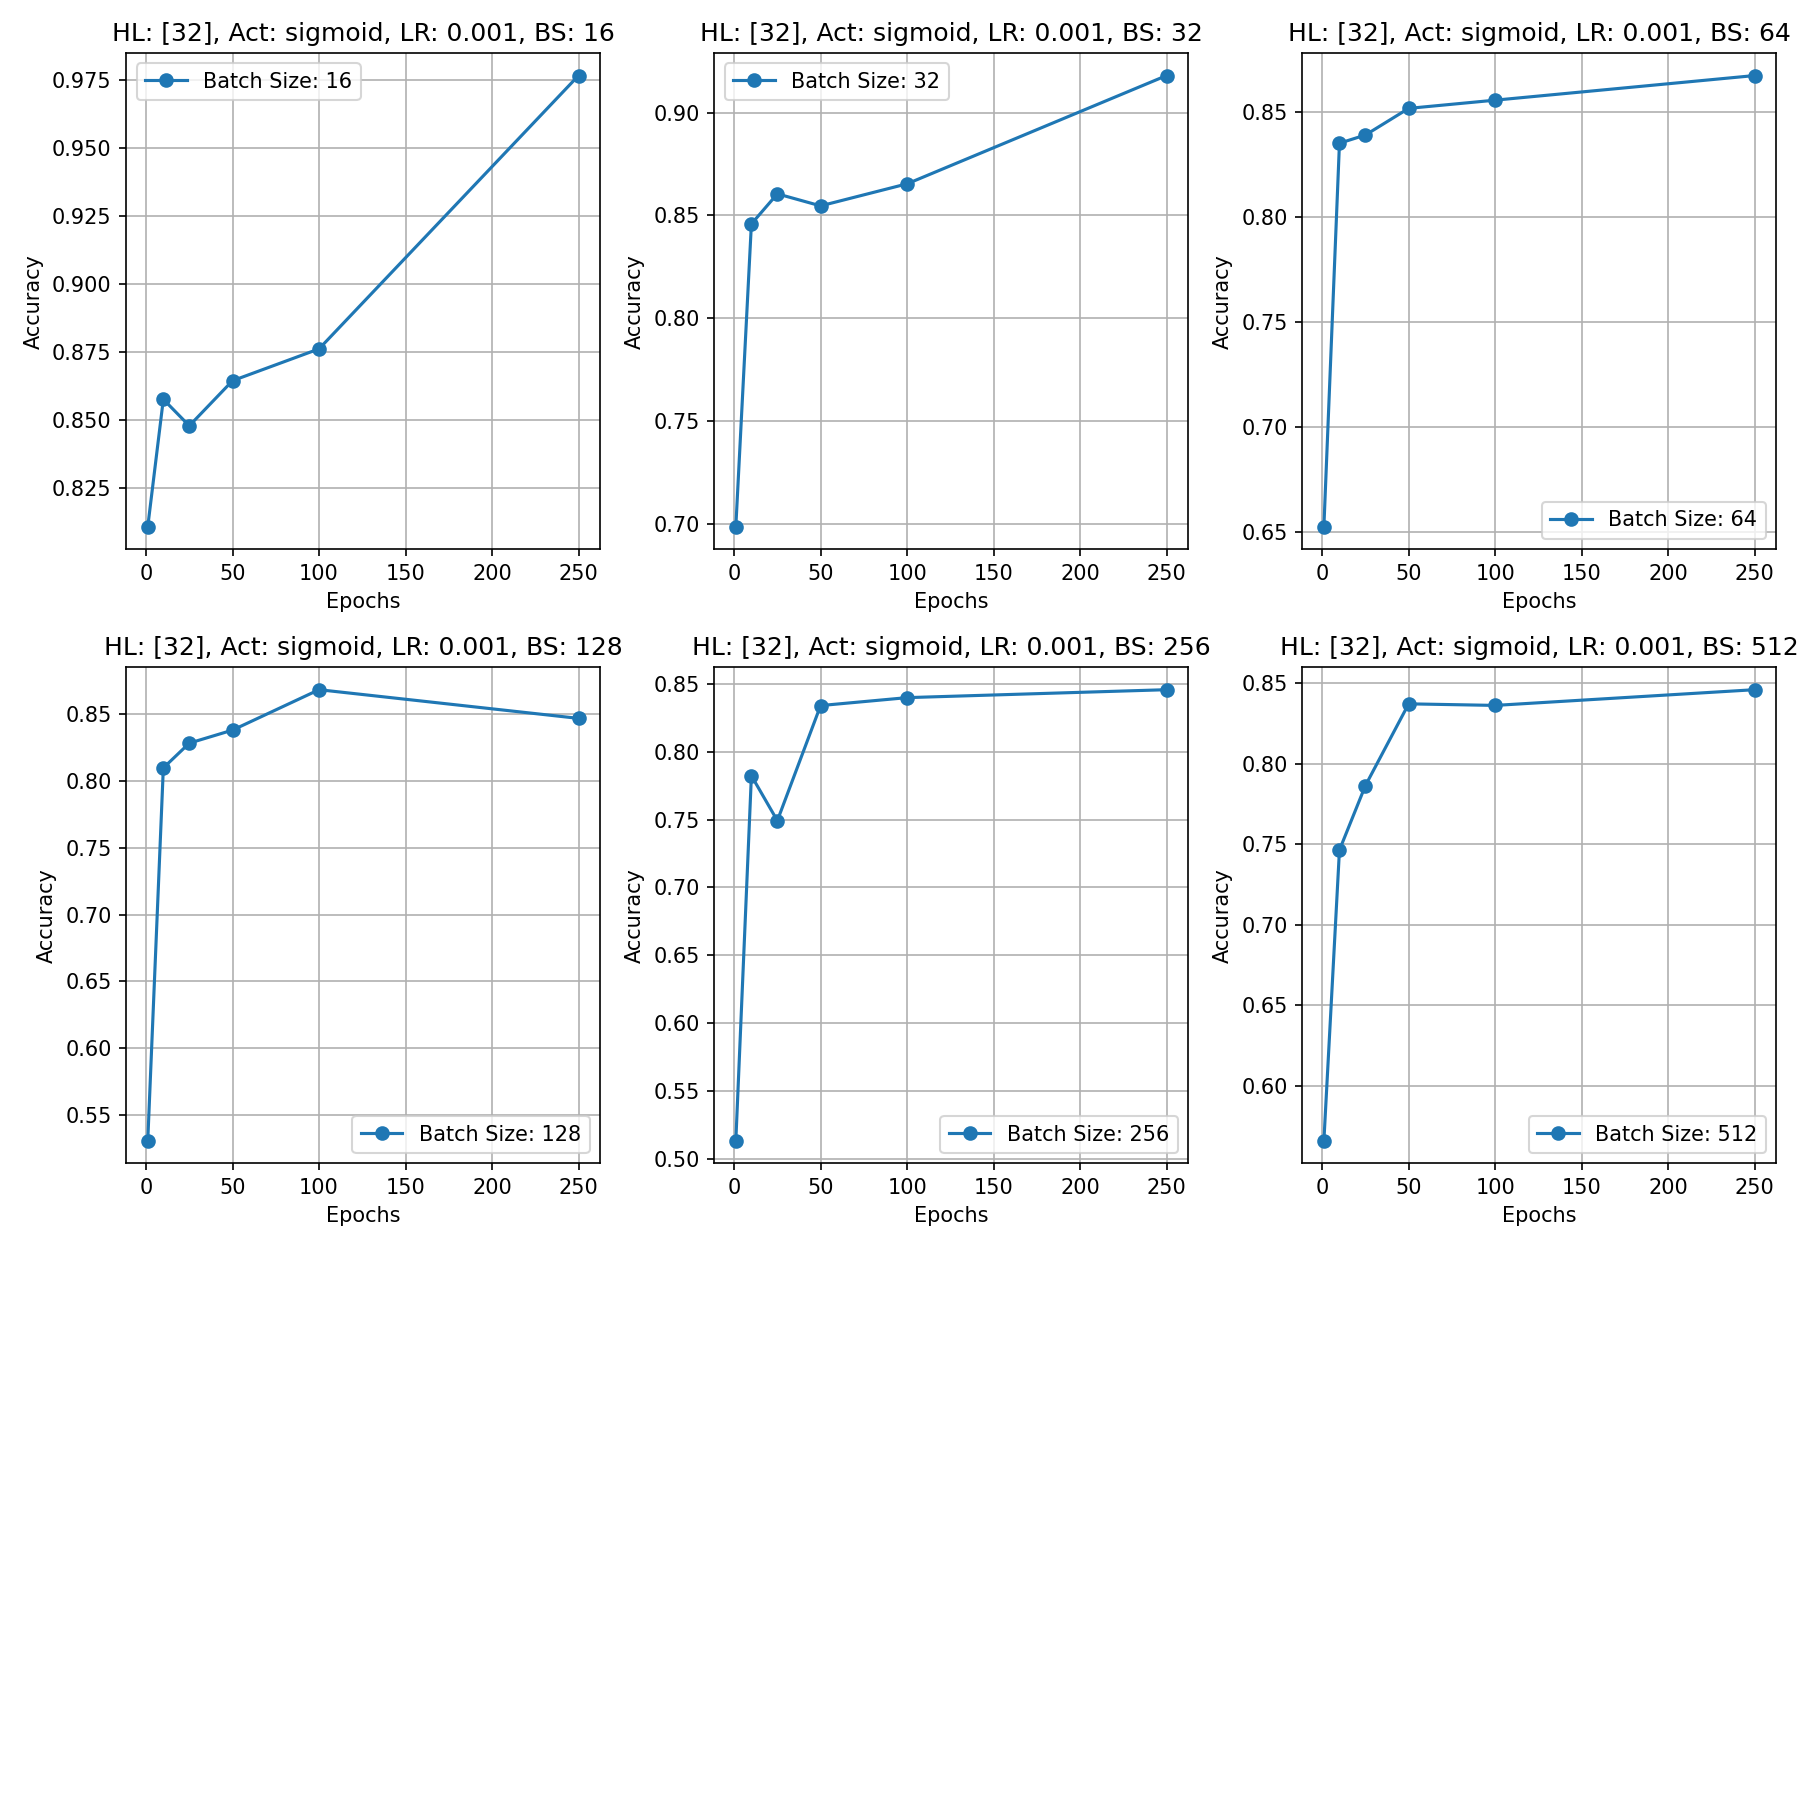 HL: [32], Act: sigmoid, LR: 0.001, BS: 16
Batch Size: 16
0.975
0.950
0.925
0.900
0.875
0.850
0.825
Accuracy
0 50 100 150 200 250
Epochs
HL: [32], Act: sigmoid, LR: 0.001, BS: 32
Batch Size: 32
0.90
0.85
0.80
0.75
0.70
Accuracy
0 50 100 150 200 250
Epochs
HL: [32], Act: sigmoid, LR: 0.001, BS: 64
0.85
0.80
0.75
0.70
0.65
Accuracy
Batch Size: 64
0 50 100 150 200 250
Epochs
HL: [32], Act: sigmoid, LR: 0.001, BS: 128
0.85
0.80
0.75
0.70
0.65
0.60
0.55
Accuracy
Batch Size: 128
0 50 100 150 200 250
Epochs
HL: [32], Act: sigmoid, LR: 0.001, BS: 256
0.85
0.80
0.75
0.70
0.65
0.60
0.55
0.50
Accuracy
Batch Size: 256
0 50 100 150 200 250
Epochs
HL: [32], Act: sigmoid, LR: 0.001, BS: 512
0.85
0.80
0.75
0.70
0.65
0.60
Accuracy
Batch Size: 512
0 50 100 150 200 250
Epochs